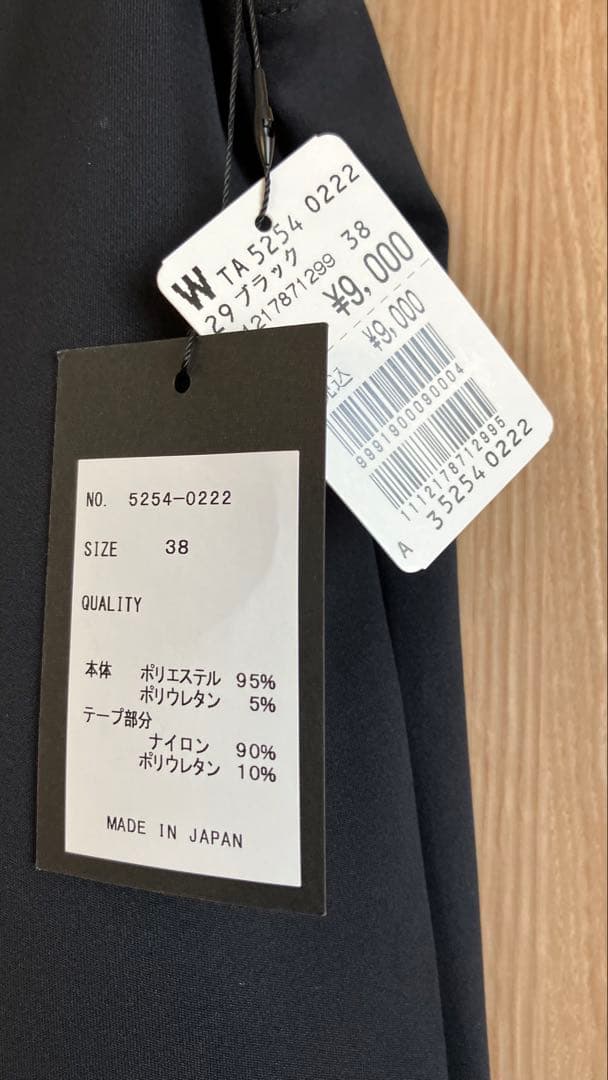 W TA 5254 0222
29 ブラック 38
1217871299
¥9,000
¥9,000
税込
9991900090004
1112178712995
A 352540222
NO. 5254-0222
SIZE 38
QUALITY
本体 ポリエステル 95%
ポリウレタン 5%
テープ部分
ナイロン 90%
ポリウレタン 10%
MADE IN JAPAN